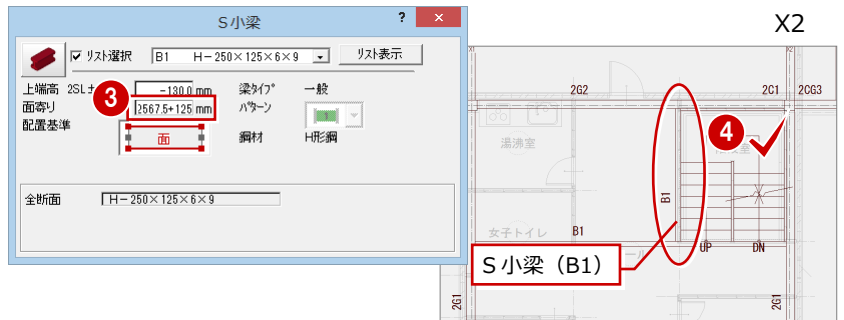 S小梁
?
×
リスト選択
B1 H－250×125×6×9
リスト表示
上端高 2SL±
-130.0 mm
梁タイプ 一般
面寄り
2567.5+125 mm
パターン
配置基準
面
鋼材 H形鋼
全断面 H－250×125×6×9
3
X2
X1
X2
2G2
2C1
2CG3
4
湯沸室
B1
女子トイレ
B1
UP
DN
S小梁（B1）
2G1
2G1